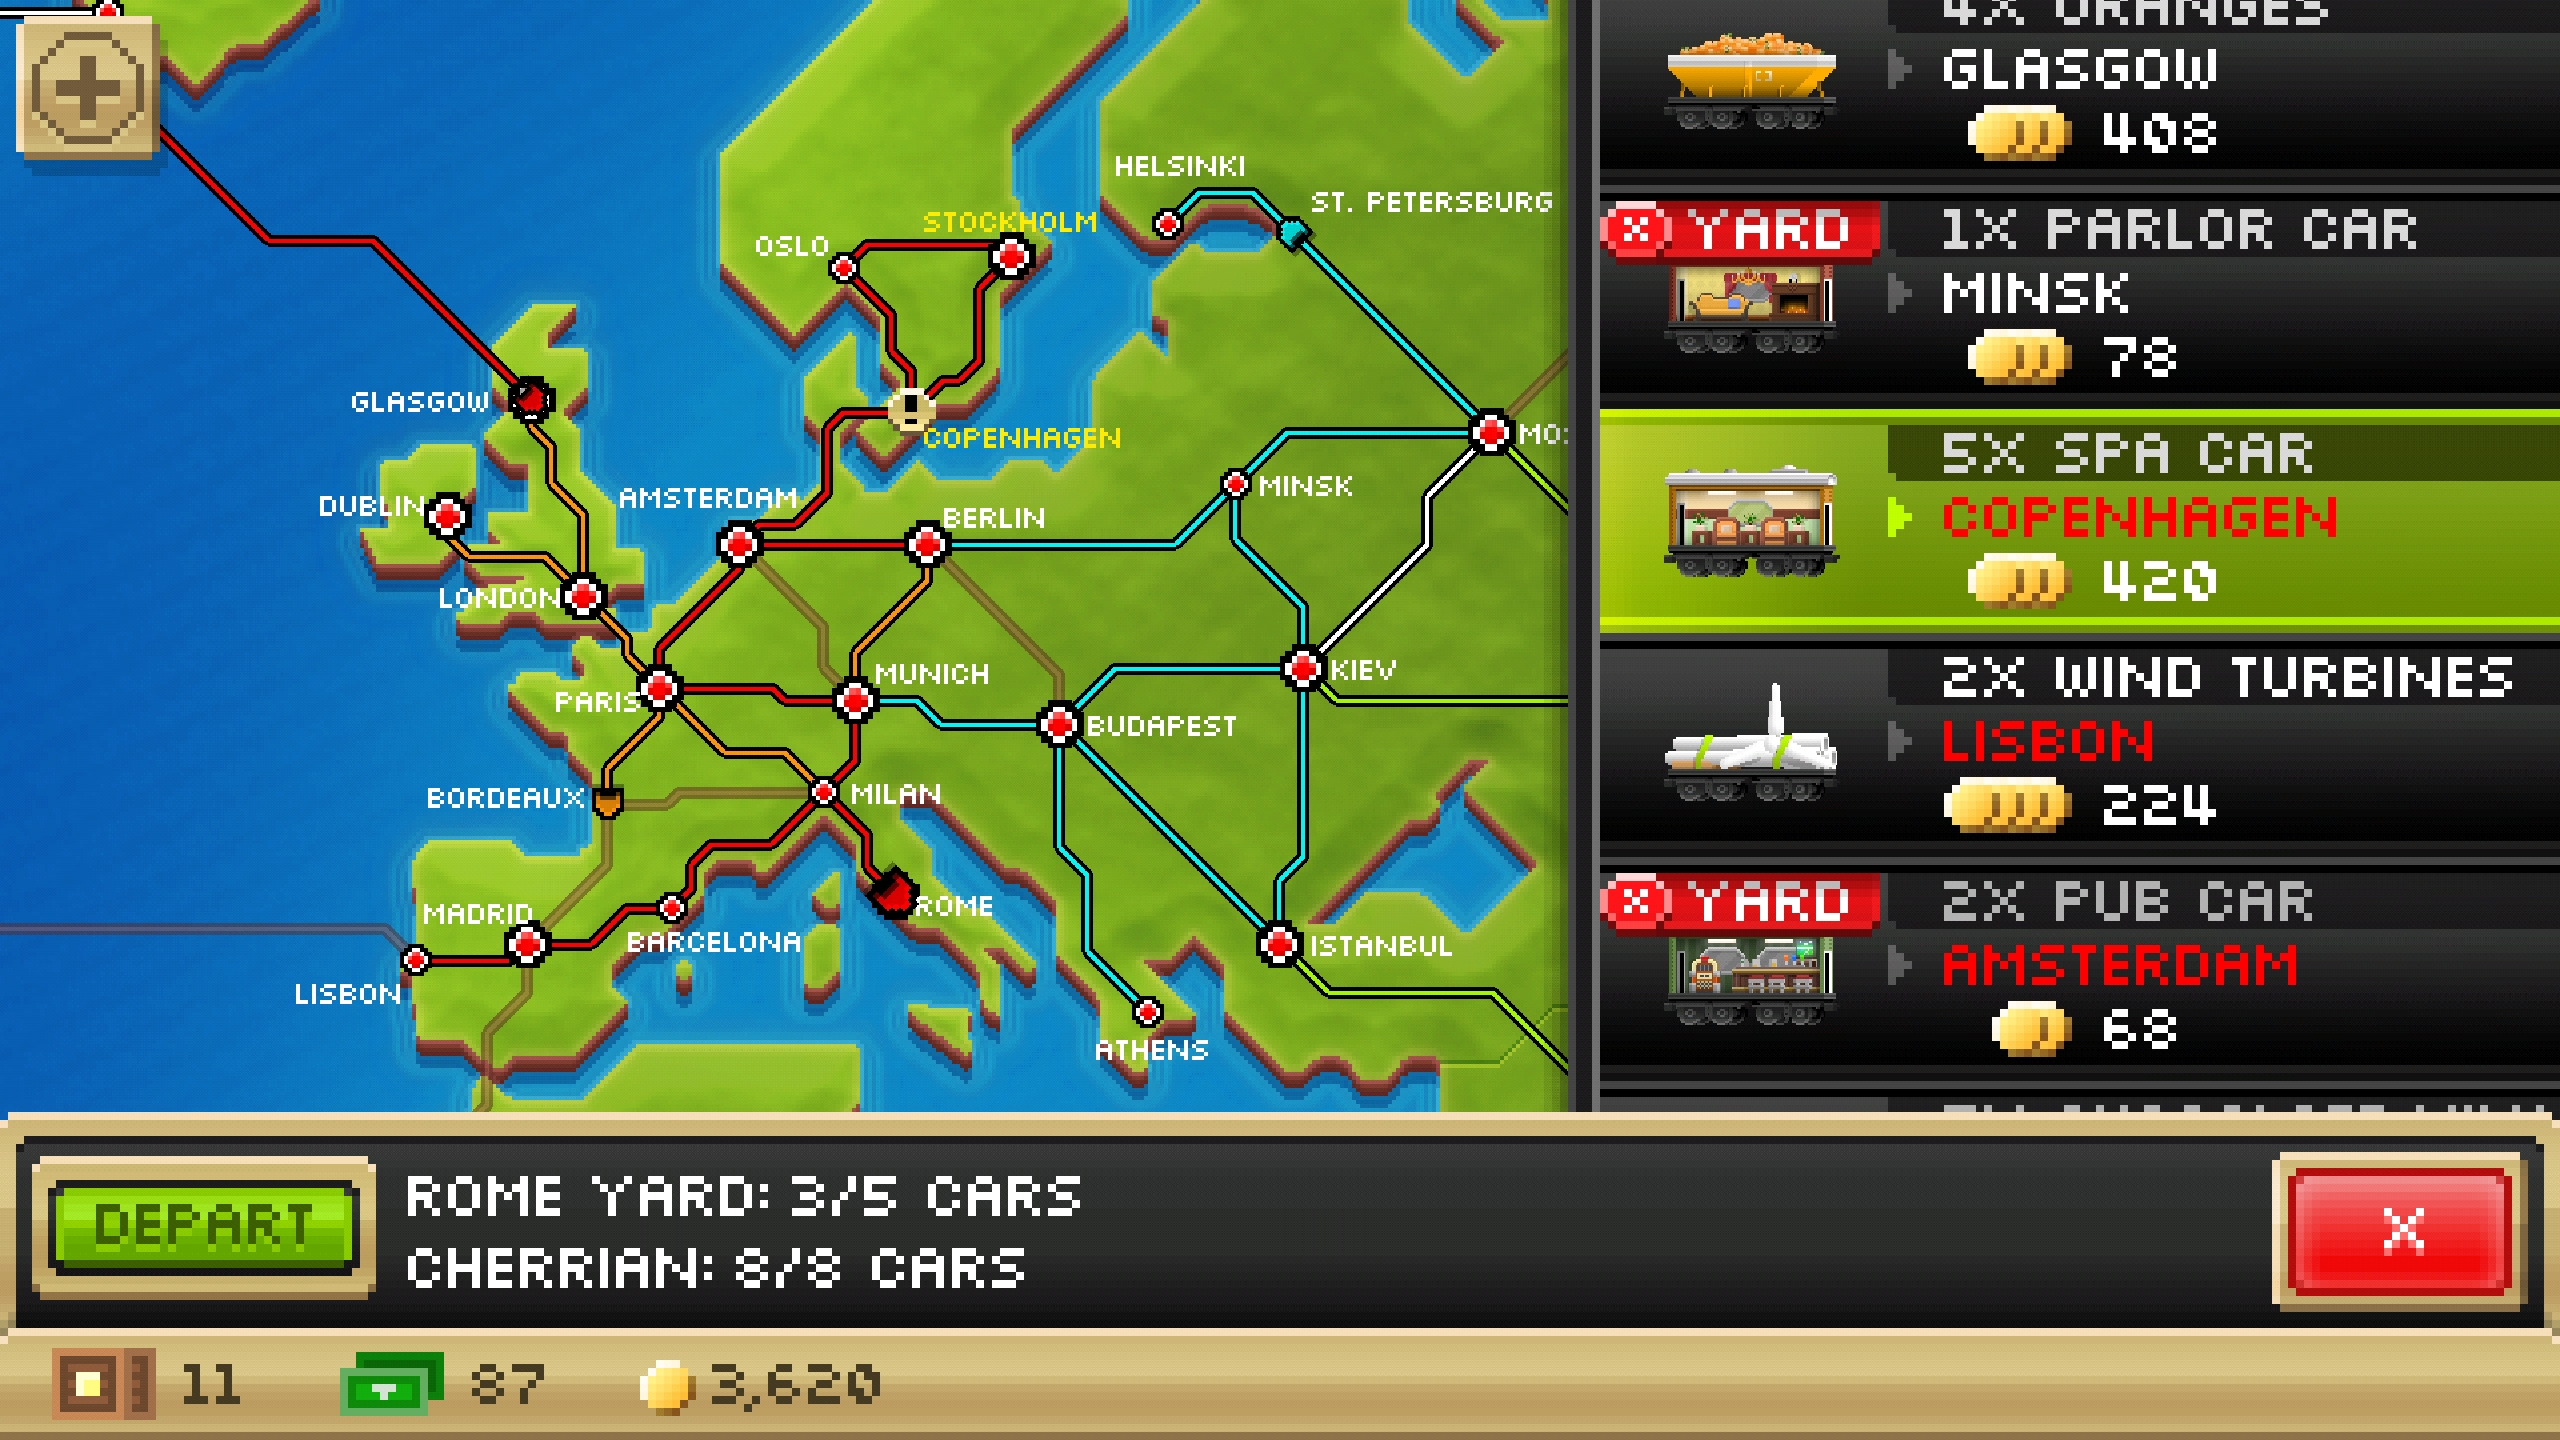 HELSINKI
ST. PETERSBURG
STOCKHOLM
OSLO
GLASGOW
COPENHAGEN
MO
MINSK
AMSTERDAM
DUBLIN
BERLIN
LONDON
KIEV
MUNICH
PARIS
BUDAPEST
BORDEAUX
MILAN
MADRID
ROME
BARCELONA
ISTANBUL
LISBON
ATHENS
4X ORANGES
GLASGOW
408
X YARD
1X PARLOR CAR
MINSK
78
5X SPA CAR
COPENHAGEN
420
2X WIND TURBINES
LISBON
224
X YARD
2X PUB CAR
AMSTERDAM
68
DEPART
ROME YARD: 3/5 CARS
CHERRIAN: 8/8 CARS
X
11
87
3,620